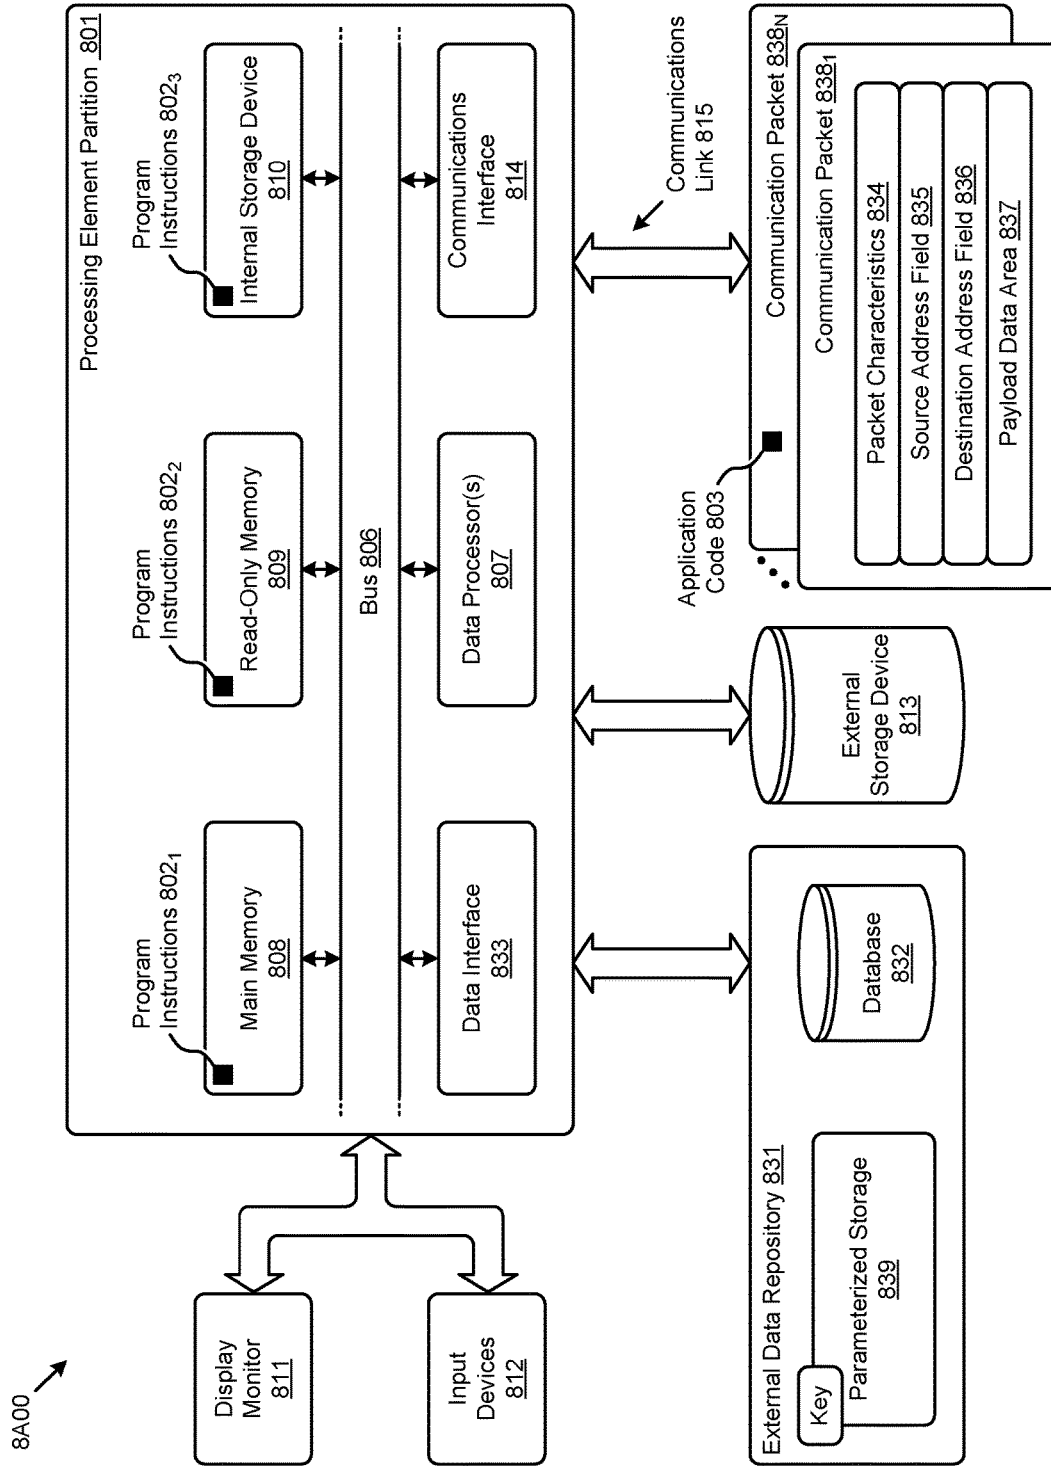 8A00
Processing Element Partition 801
Program
Instructions 802₁
Program
Instructions 802₂
Program
Instructions 802₃
Main Memory
808
Read-Only Memory
809
Internal Storage Device
810
Bus 806
Data Interface
833
Data Processor(s)
807
Communications
Interface
814
Display
Monitor
811
Input
Devices
812
Communications
Link 815
External Data Repository 831
Key
Parameterized Storage
839
Database
832
External
Storage Device
813
Application
Code 803
Communication Packet 838N
Communication Packet 838₁
Packet Characteristics 834
Source Address Field 835
Destination Address Field 836
Payload Data Area 837